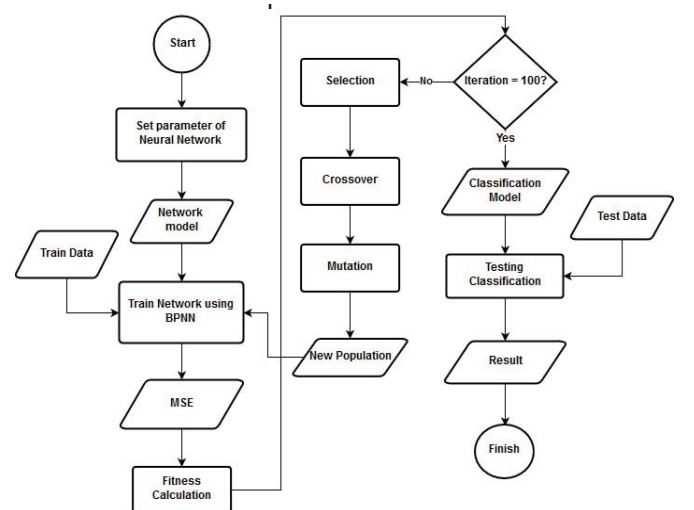 Start
Set parameter of
Neural Network
Network
model
Train Data
Train Network using
BPNN
MSE
Fitness
Calculation
Iteration = 100?
No
Yes
Selection
Crossover
Mutation
New Population
Classification
Model
Test Data
Testing
Classification
Result
Finish